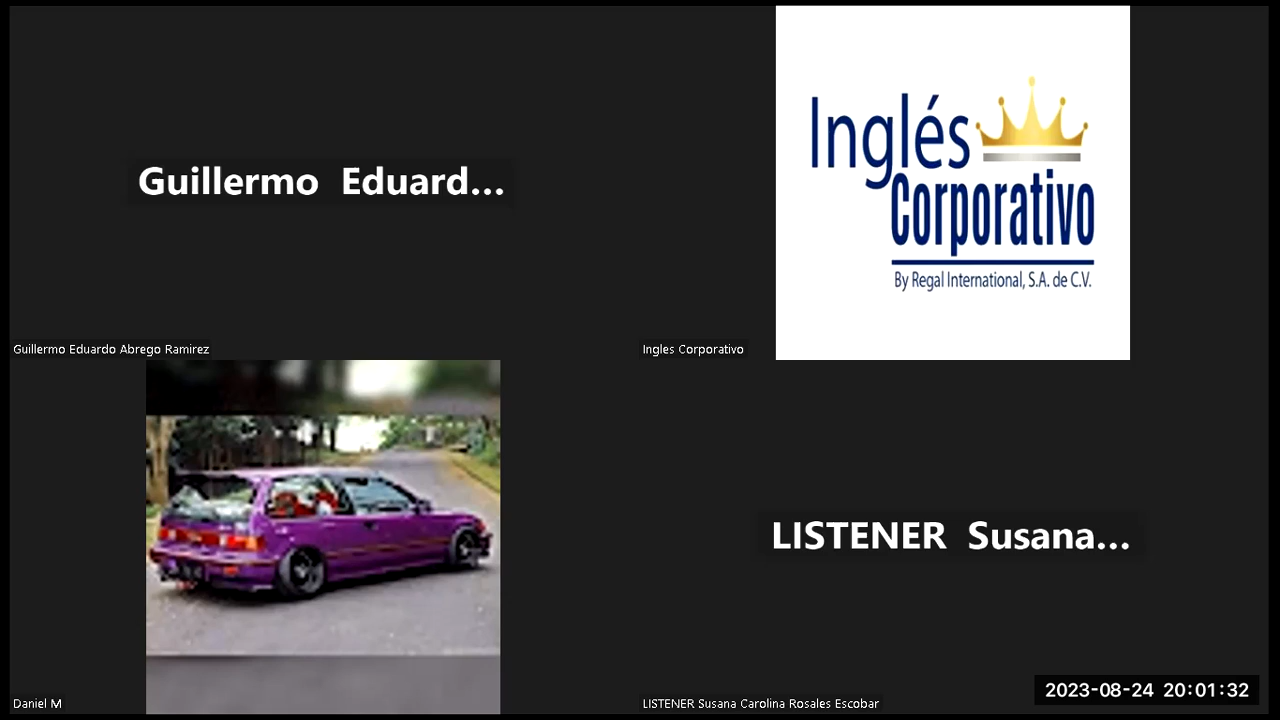 Guillermo Eduard...
Guillermo Eduardo Abrego Ramirez
Inglés
Corporativo
By Regal International, S.A. de C.V.
Ingles Corporativo
Daniel M
LISTENER Susana...
LISTENER Susana Carolina Rosales Escobar
2023-08-24 20:01:32